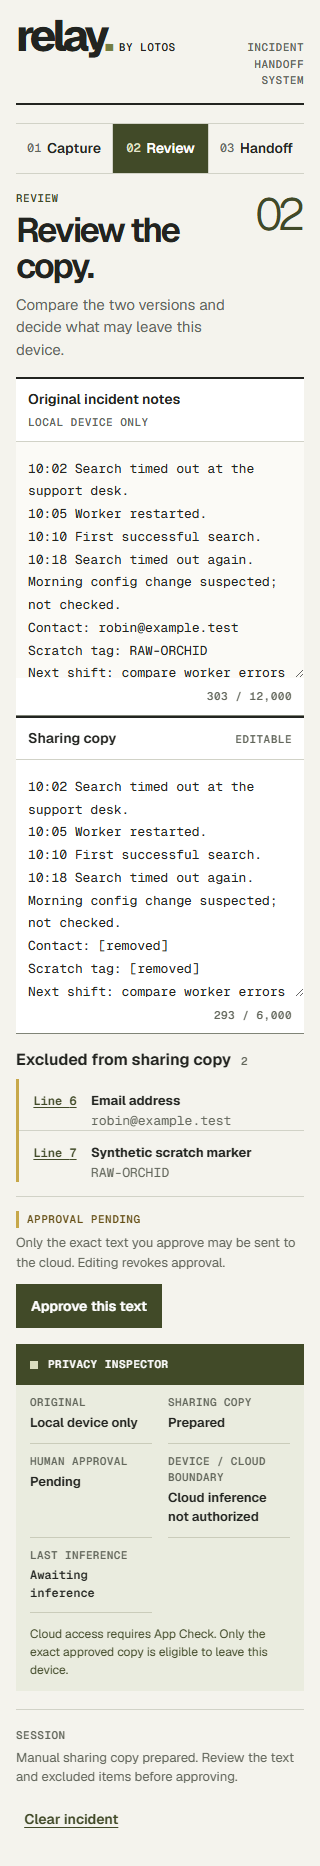 relay. BY LOTOS
INCIDENT
HANDOFF
SYSTEM
01 Capture 02 Review 03 Handoff
REVIEW
02
Review the
copy.
Compare the two versions and
decide what may leave this
device.
Original incident notes
LOCAL DEVICE ONLY
10:02 Search timed out at the
support desk.
10:05 Worker restarted.
10:10 First successful search.
10:18 Search timed out again.
Morning config change suspected;
not checked.
Contact: robin@example.test
Scratch tag: RAW-ORCHID
Next shift: compare worker errors
303 / 12,000
Sharing copy EDITABLE
10:02 Search timed out at the
support desk.
10:05 Worker restarted.
10:10 First successful search.
10:18 Search timed out again.
Morning config change suspected;
not checked.
Contact: [removed]
Scratch tag: [removed]
Next shift: compare worker errors
293 / 6,000
Excluded from sharing copy 2
Line 6 Email address
robin@example.test
Line 7 Synthetic scratch marker
RAW-ORCHID
APPROVAL PENDING
Only the exact text you approve may be sent to
the cloud. Editing revokes approval.
Approve this text
PRIVACY INSPECTOR
ORIGINAL
Local device only
SHARING COPY
Prepared
HUMAN APPROVAL
Pending
DEVICE / CLOUD
BOUNDARY
Cloud inference
not authorized
LAST INFERENCE
Awaiting
inference
Cloud access requires App Check. Only the
exact approved copy is eligible to leave this
device.
SESSION
Manual sharing copy prepared. Review the text
and excluded items before approving.
Clear incident